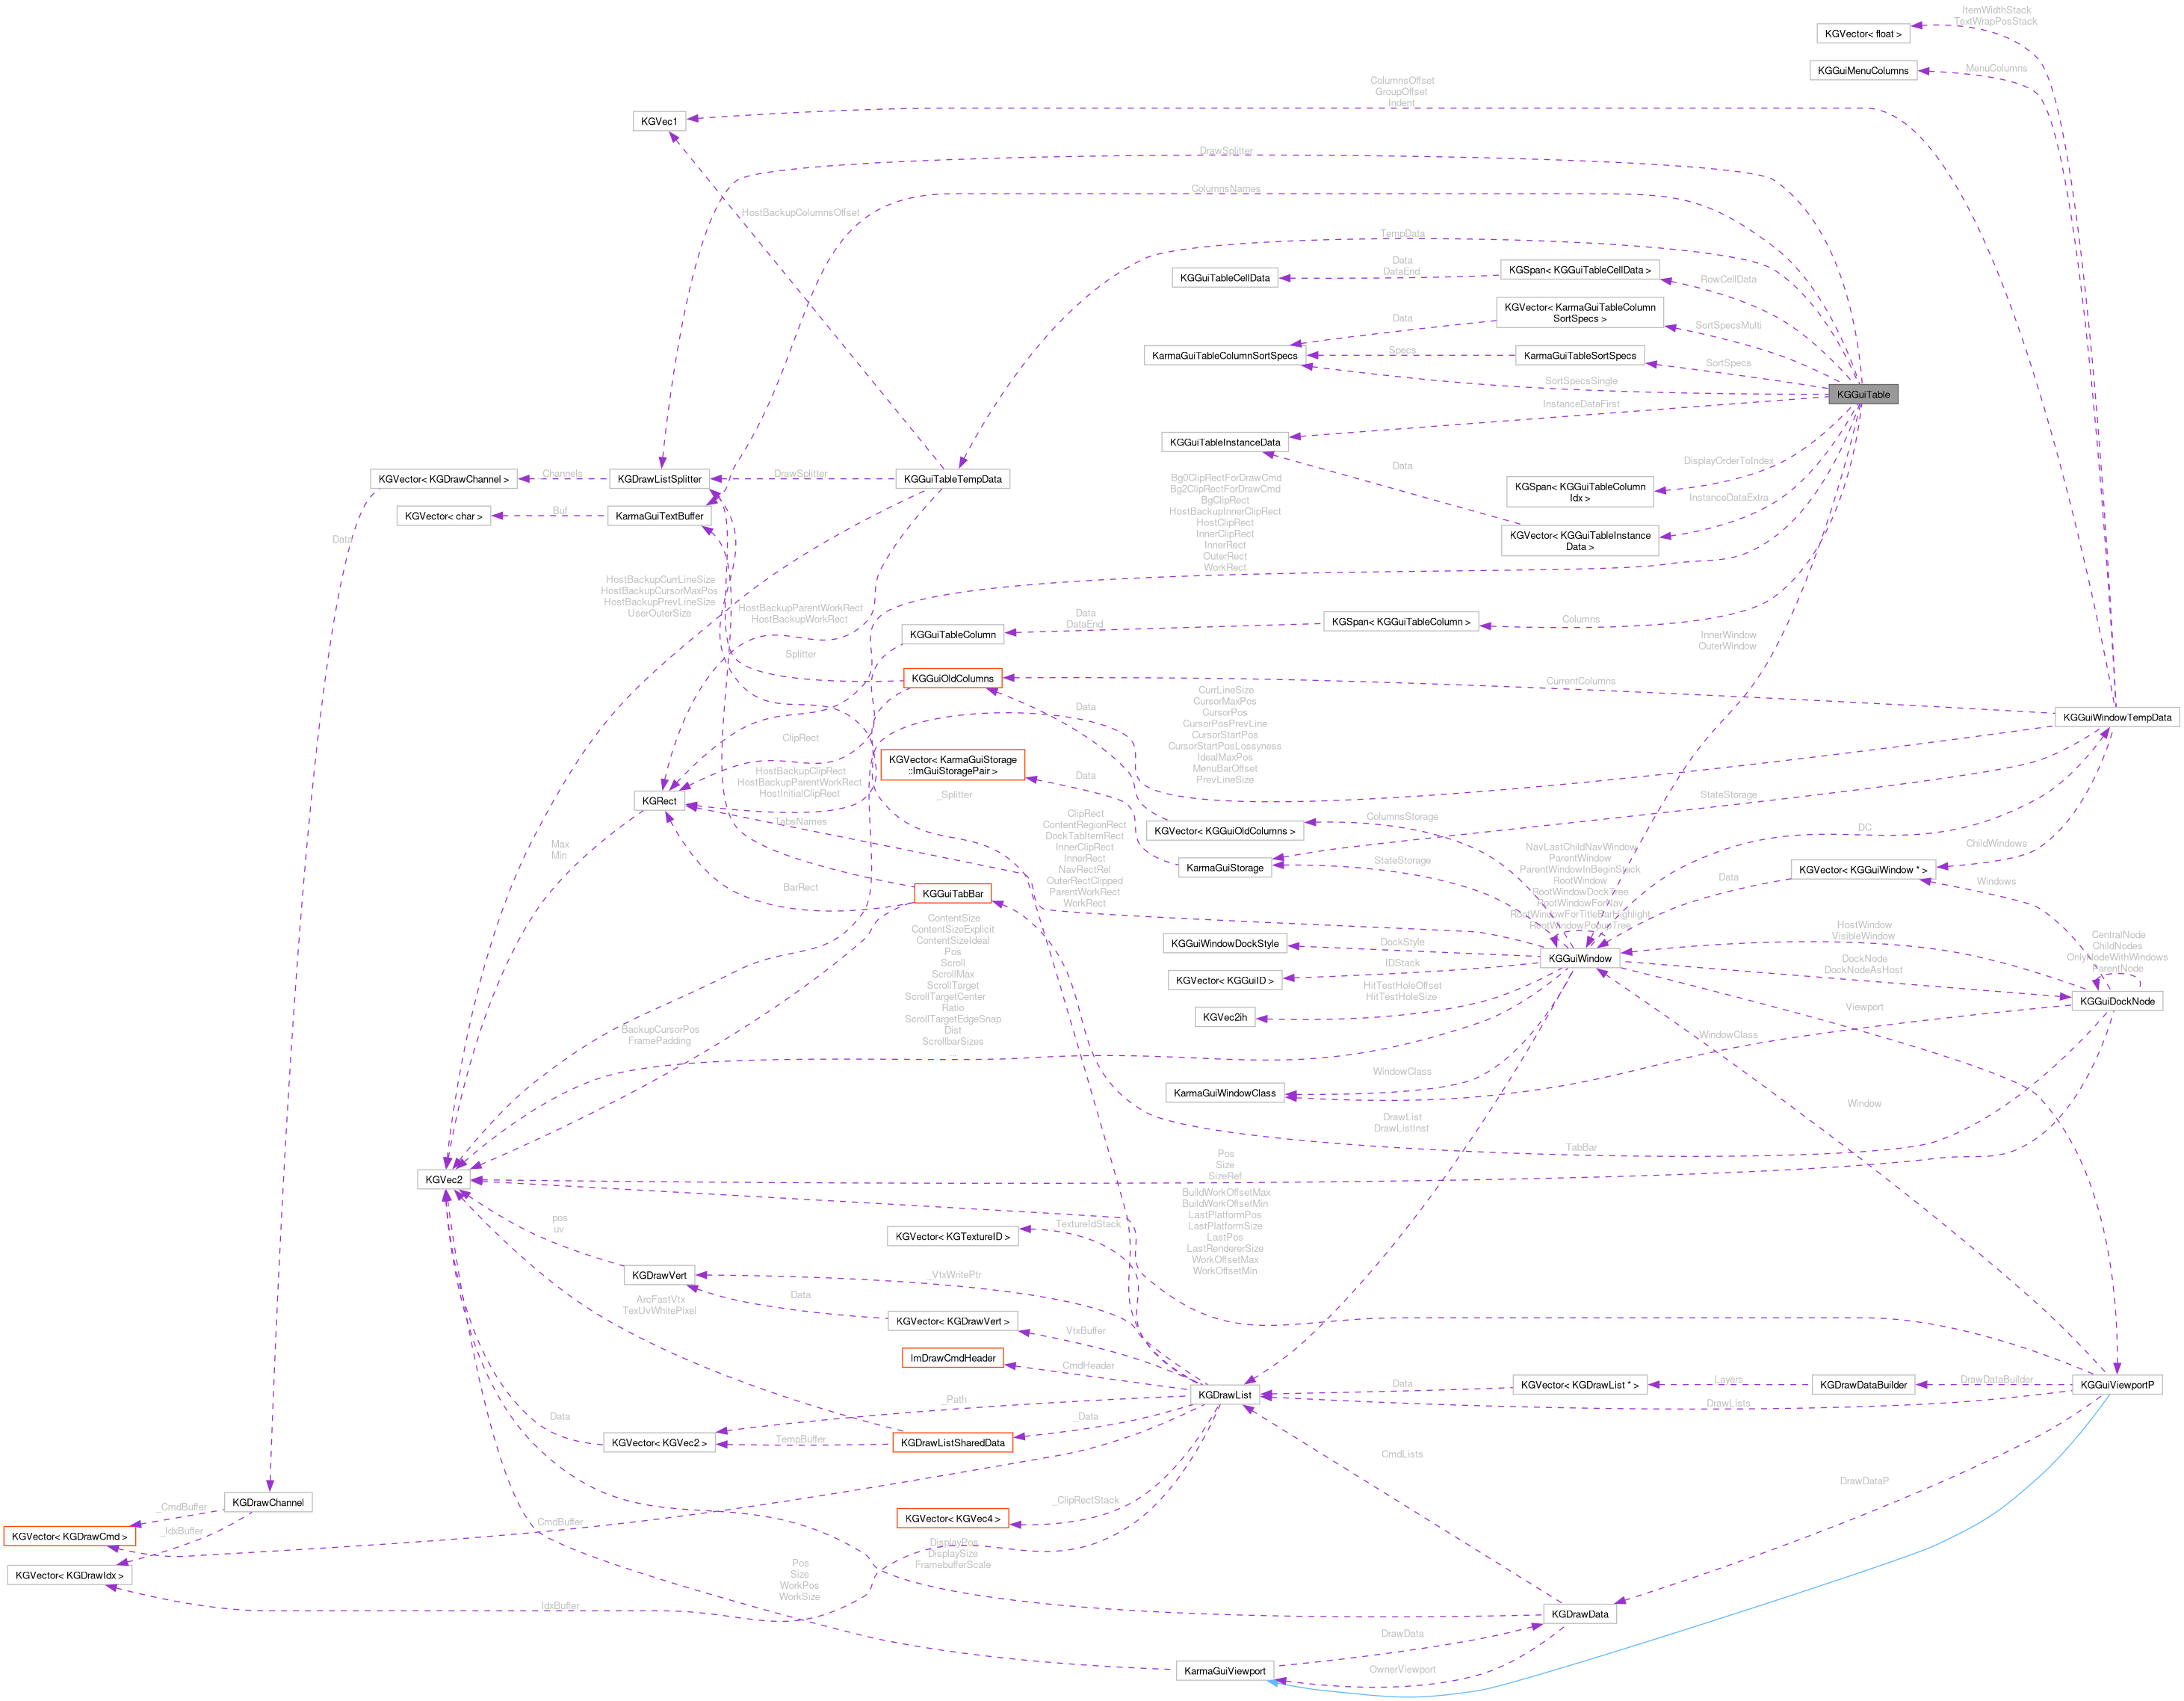 ItemWidthStack
TextWrapPosStack
KGVector< float >
KGGuiMenuColumns
MenuColumns
ColumnsOffset
GroupOffset
Indent
KGVec1
DrawSplitter
ColumnsNames
HostBackupColumnsOffset
TempData
KGGuiTableCellData
Data
DataEnd
KGSpan< KGGuiTableCellData >
RowCellData
KGVector< KarmaGuiTableColumn
SortSpecs >
SortSpecsMulti
Data
KarmaGuiTableColumnSortSpecs
Specs
KarmaGuiTableSortSpecs
SortSpecs
SortSpecsSingle
KGGuiTable
InstanceDataFirst
KGGuiTableInstanceData
DisplayOrderToIndex
Data
KGSpan< KGGuiTableColumn
Idx >
InstanceDataExtra
KGVector< KGGuiTableInstance
Data >
KGVector< KGDrawChannel >
Channels
KGDrawListSplitter
DrawSplitter
KGGuiTableTempData
KGVector< char >
Buf
KarmaGuiTextBuffer
Data
Bg0ClipRectForDrawCmd
Bg2ClipRectForDrawCmd
BgClipRect
HostBackupInnerClipRect
HostClipRect
InnerClipRect
InnerRect
OuterRect
WorkRect
HostBackupCurrLineSize
HostBackupCursorMaxPos
HostBackupPrevLineSize
UserOuterSize
HostBackupParentWorkRect
HostBackupWorkRect
KGGuiTableColumn
Data
DataEnd
KGSpan< KGGuiTableColumn >
Columns
InnerWindow
OuterWindow
Splitter
KGGuiOldColumns
CurrentColumns
KGGuiWindowTempData
Data
CurrLineSize
CursorMaxPos
CursorPos
CursorPosPrevLine
CursorStartPos
CursorStartPosLossyness
IdealMaxPos
MenuBarOffset
PrevLineSize
ClipRect
KGVector< KarmaGuiStorage
::ImGuiStoragePair >
Data
HostBackupClipRect
HostBackupParentWorkRect
HostInitialClipRect
KGRect
_Splitter
StateStorage
TabsNames
ClipRect
ContentRegionRect
DockTabItemRect
InnerClipRect
InnerRect
NavRectRel
OuterRectClipped
ParentWorkRect
WorkRect
KGVector< KGGuiOldColumns >
ColumnsStorage
DC
ChildWindows
KarmaGuiStorage
StateStorage
NavLastChildNavWindow
ParentWindow
ParentWindowInBeginStack
RootWindow
RootWindowDockTree
RootWindowForNav
RootWindowForTitleBarHighlight
RootWindowPopupTree
KGVector< KGGuiWindow * >
Data
Windows
Max
Min
BarRect
KGGuiTabBar
ContentSize
ContentSizeExplicit
ContentSizeIdeal
Pos
Scroll
ScrollMax
ScrollTarget
ScrollTargetCenter
Ratio
ScrollTargetEdgeSnap
Dist
ScrollbarSizes
KGGuiWindowDockStyle
DockStyle
KGGuiWindow
HostWindow
VisibleWindow
CentralNode
ChildNodes
OnlyNodeWithWindows
ParentNode
KGVector< KGGuiID >
IDStack
DockNode
DockNodeAsHost
KGGuiDockNode
HitTestHoleOffset
HitTestHoleSize
KGVec2ih
Viewport
BackupCursorPos
FramePadding
WindowClass
KarmaGuiWindowClass
WindowClass
Window
DrawList
DrawListInst
TabBar
KGVec2
Pos
Size
SizeRef
BuildWorkOffsetMax
BuildWorkOffsetMin
LastPlatformPos
LastPlatformSize
LastPos
LastRendererSize
WorkOffsetMax
WorkOffsetMin
pos
uv
KGVector< KGTextureID >
_TextureIdStack
KGDrawVert
_VtxWritePtr
ArcFastVtx
TexUvWhitePixel
Data
KGVector< KGDrawVert >
VtxBuffer
ImDrawCmdHeader
_CmdHeader
KGDrawList
Data
KGVector< KGDrawList * >
Layers
KGDrawDataBuilder
DrawDataBuilder
KGGuiViewportP
DrawLists
_Path
Data
KGVector< KGVec2 >
TempBuffer
KGDrawListSharedData
_Data
CmdLists
DrawDataP
KGDrawChannel
_CmdBuffer
_IdxBuffer
KGVector< KGDrawCmd >
KGVector< KGDrawIdx >
CmdBuffer
KGVector< KGVec4 >
_ClipRectStack
DisplayPos
DisplaySize
FramebufferScale
Pos
Size
WorkPos
WorkSize
IdxBuffer
KGDrawData
DrawData
KarmaGuiViewport
OwnerViewport